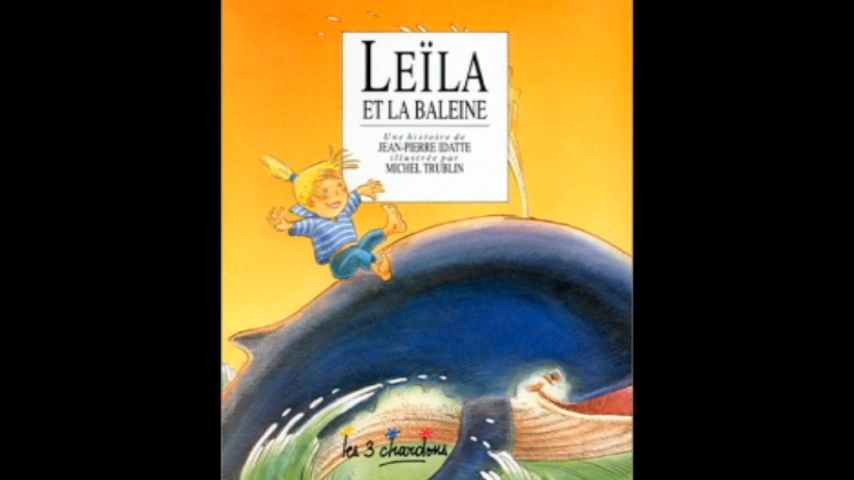 LEÏLA
ET LA BALEINE
Une histoire de
JEAN-PIERRE IDATTE
illustrée par
MICHEL TRUBLIN
les 3 chardons